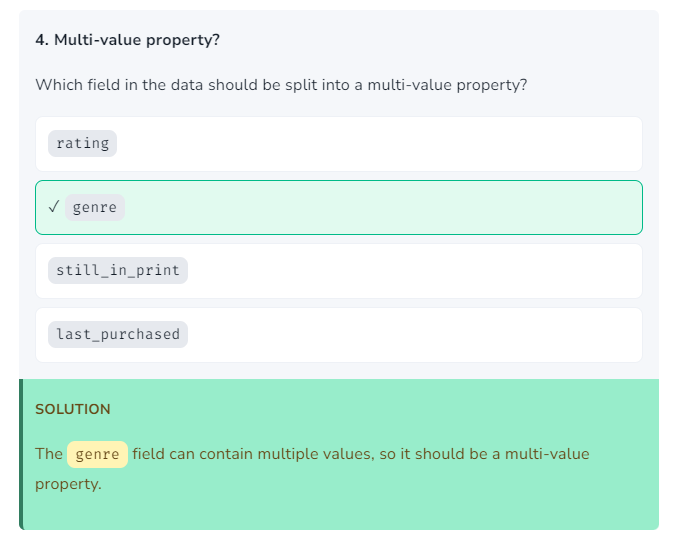 4. Multi-value property?
Which field in the data should be split into a multi-value property?
rating
✓ genre
still_in_print
last_purchased
SOLUTION
The genre field can contain multiple values, so it should be a multi-value
property.